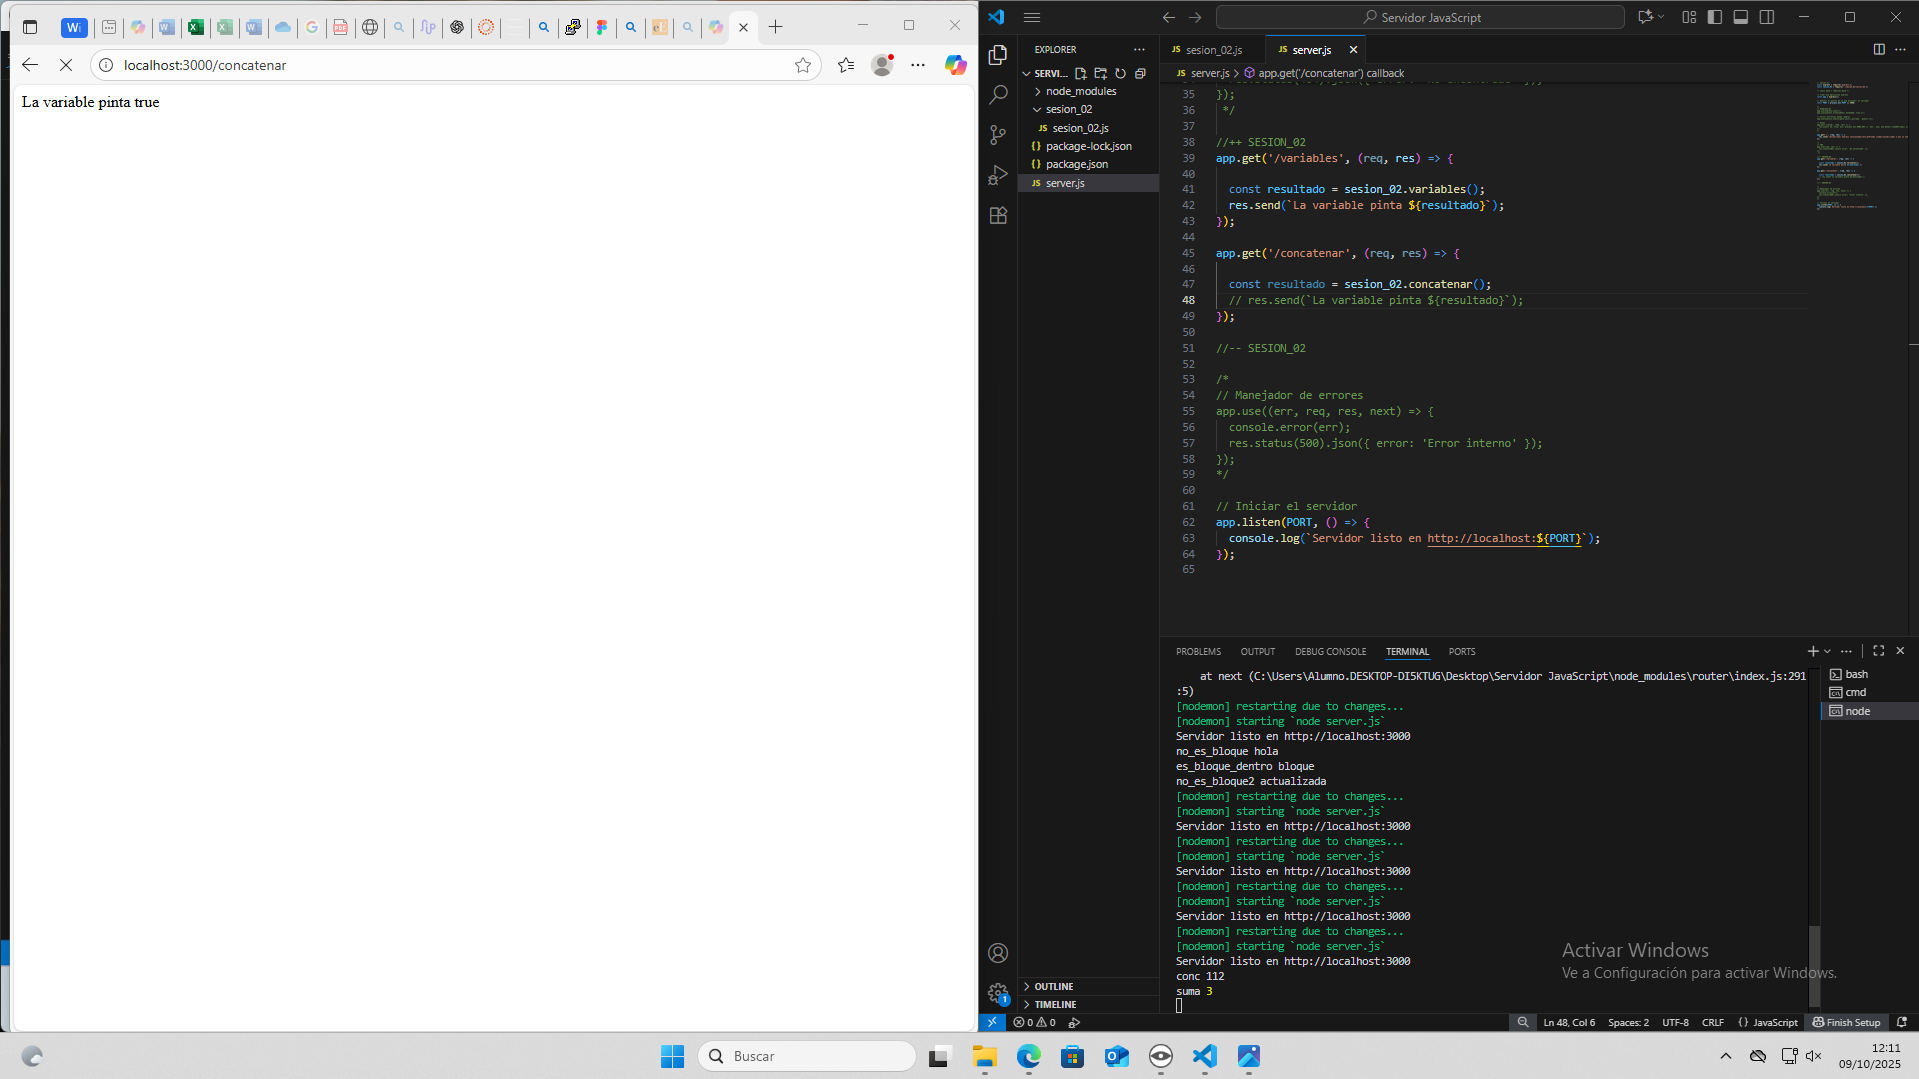 localhost:3000/concatenar
La variable pinta true
Servidor JavaScript
EXPLORER
SERVI...
node_modules
sesion_02
JS sesion_02.js
{} package-lock.json
{} package.json
JS server.js
OUTLINE
TIMELINE
JS sesion_02.js
JS server.js
JS server.js > app.get('/concatenar') callback
35 });
36 */
37
38 //++ SESION_02
39 app.get('/variables', (req, res) => {
40
41 const resultado = sesion_02.variables();
42 res.send(`La variable pinta ${resultado}`);
43 });
44
45 app.get('/concatenar', (req, res) => {
46
47 const resultado = sesion_02.concatenar();
48 // res.send(`La variable pinta ${resultado}`);
49 });
50
51 //-- SESION_02
52
53 /*
54 // Manejador de errores
55 app.use((err, req, res, next) => {
56 console.error(err);
57 res.status(500).json({ error: 'Error interno' });
58 });
59 */
60
61 // Iniciar el servidor
62 app.listen(PORT, () => {
63 console.log(`Servidor listo en http://localhost:${PORT}`);
64 });
65
PROBLEMS OUTPUT DEBUG CONSOLE TERMINAL PORTS
at next (C:\Users\Alumno.DESKTOP-DI5KTUG\Desktop\Servidor JavaScript\node_modules\router\index.js:291
:5)
[nodemon] restarting due to changes...
[nodemon] starting `node server.js`
Servidor listo en http://localhost:3000
no_es_bloque hola
es_bloque_dentro bloque
no_es_bloque2 actualizada
[nodemon] restarting due to changes...
[nodemon] starting `node server.js`
Servidor listo en http://localhost:3000
[nodemon] restarting due to changes...
[nodemon] starting `node server.js`
Servidor listo en http://localhost:3000
[nodemon] restarting due to changes...
[nodemon] starting `node server.js`
Servidor listo en http://localhost:3000
[nodemon] restarting due to changes...
[nodemon] starting `node server.js`
Servidor listo en http://localhost:3000
conc 112
suma 3
bash
cmd
node
Activar Windows
Ve a Configuración para activar Windows.
0 0
Ln 48, Col 6 Spaces: 2 UTF-8 CRLF {} JavaScript Finish Setup
Buscar
12:11
09/10/2025